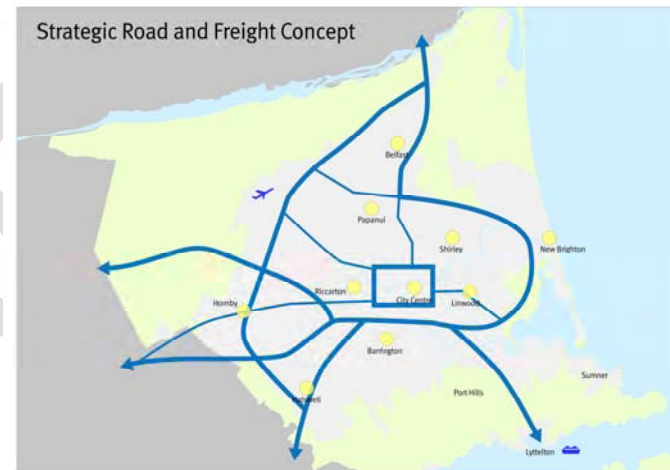 Strategic Road and Freight Concept
Belfast
Papanui
Shirley
New Brighton
Riccarton
City Centre
Linwood
Hornby
Barrington
Sumner
Port Hills
Halswell
Lyttelton